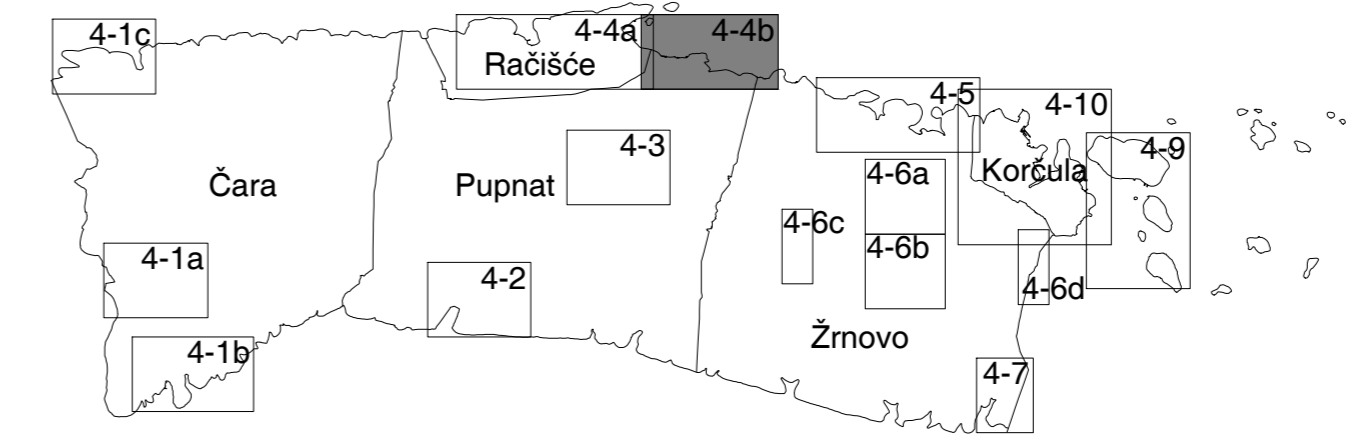 4-1c
4-4a
4-4b
Račišće
4-5
4-10
4-3
4-9
Korčula
Čara
Pupnat
4-6a
4-6c
4-6b
4-1a
4-2
4-6d
Žrnovo
4-1b
4-7